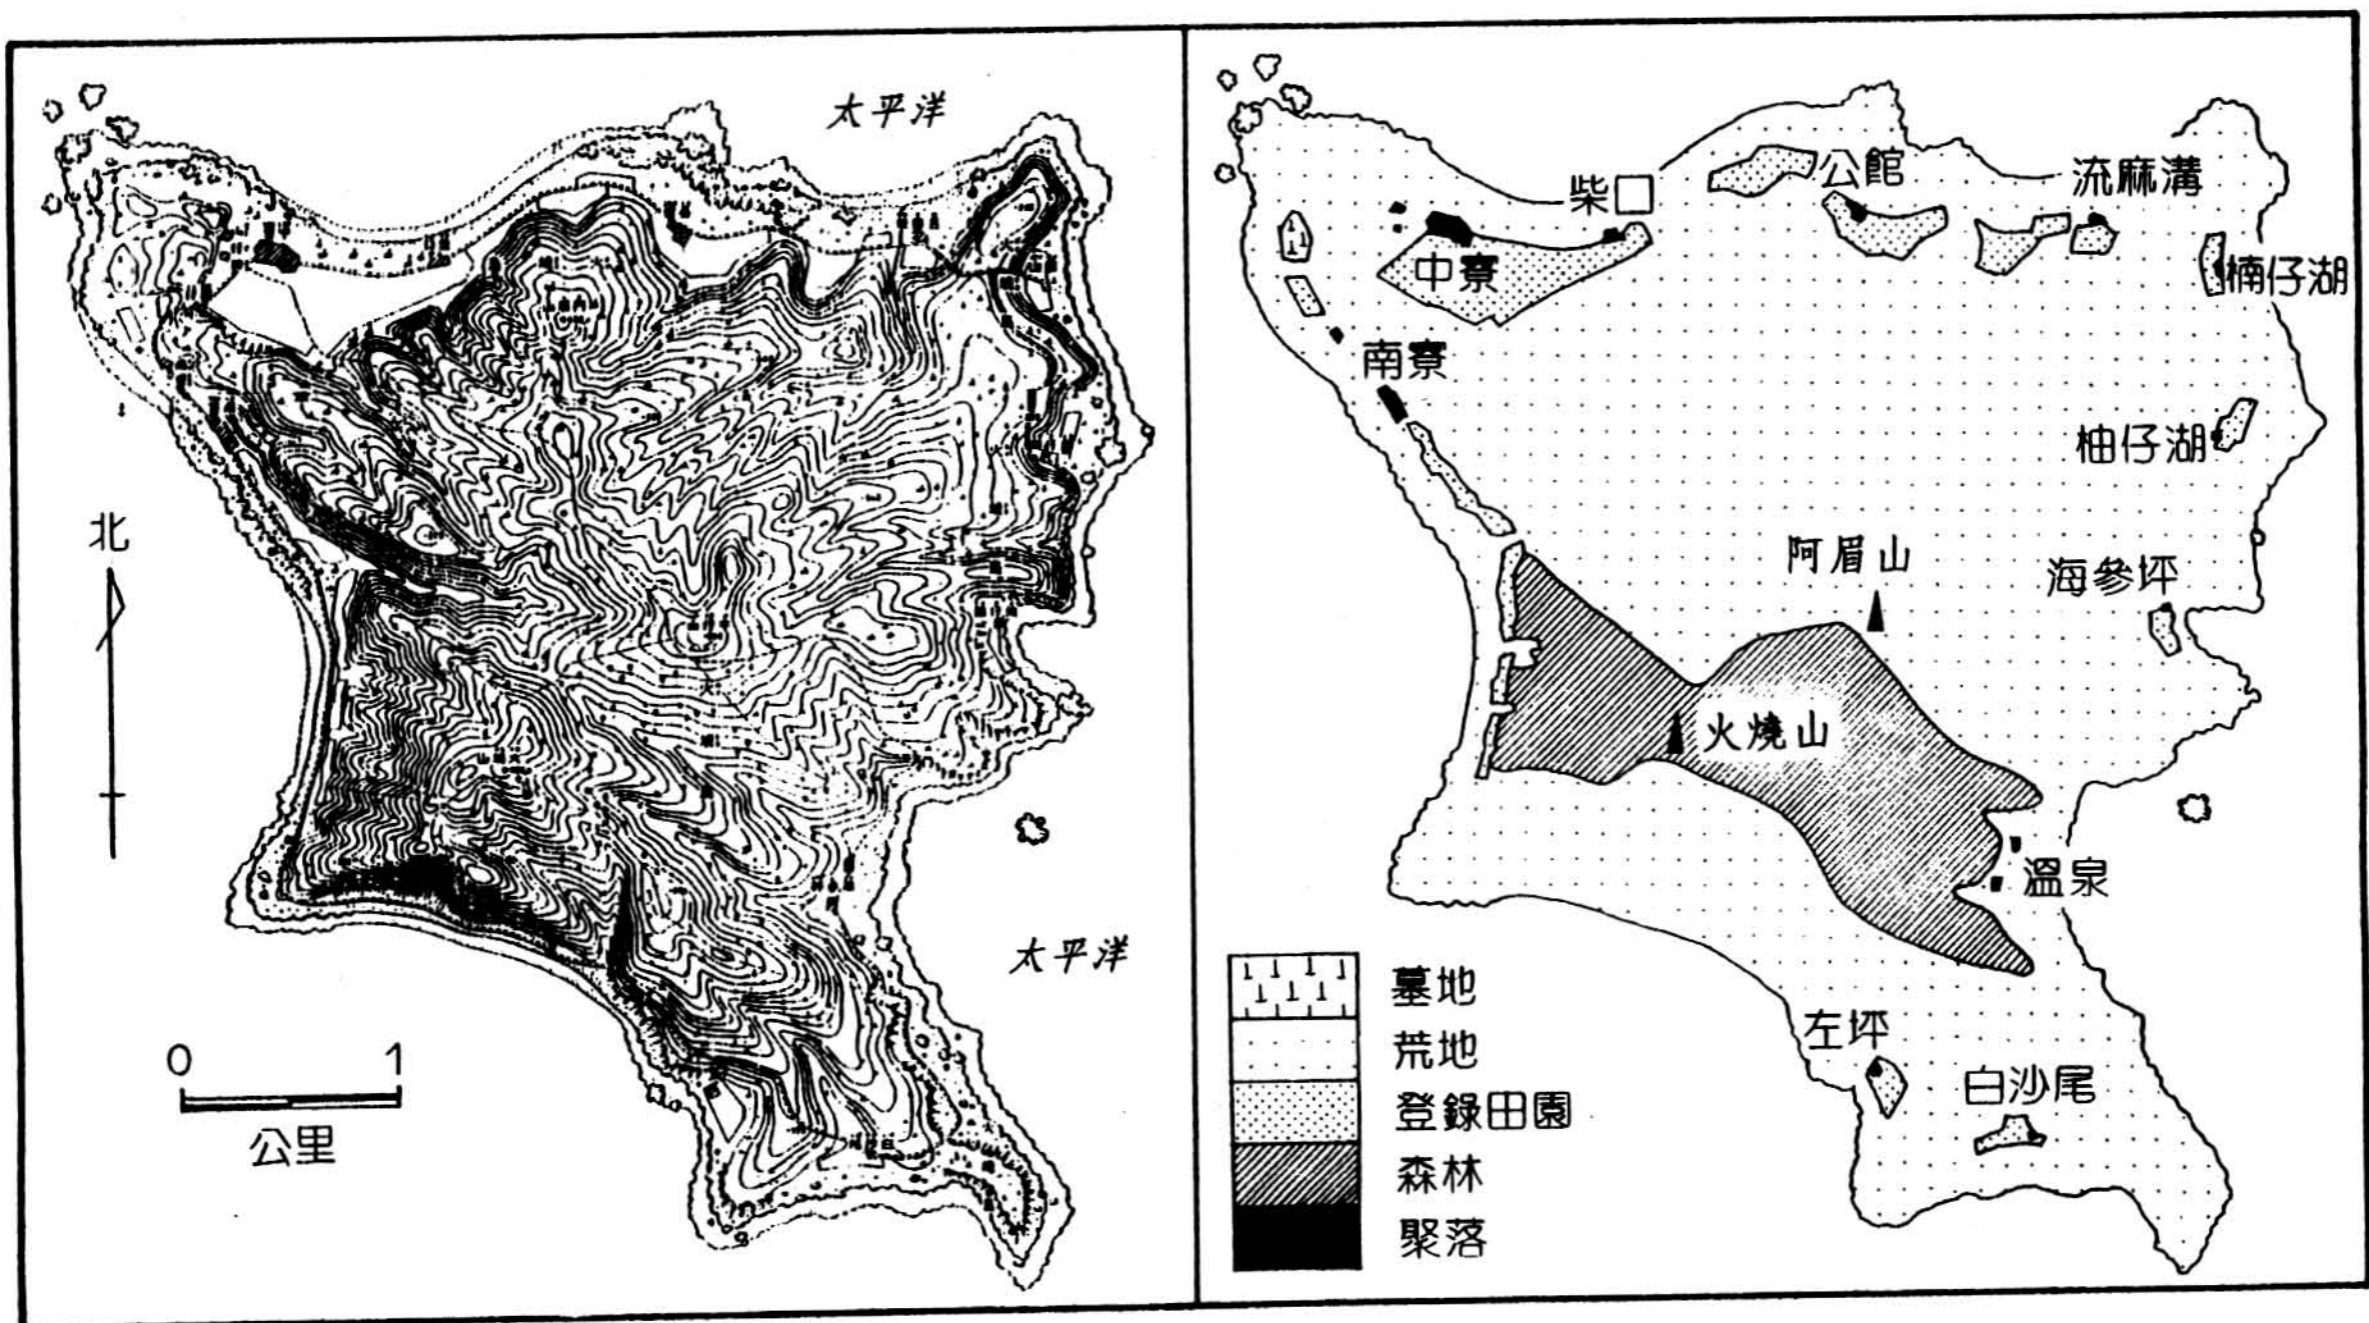 太平洋
北
太平洋
0 1
公里
柴口
公館
流麻溝
中寮
楠仔湖
南寮
柚仔湖
阿眉山
海參坪
火燒山
溫泉
左坪
白沙尾
墓地
荒地
登錄田園
森林
聚落